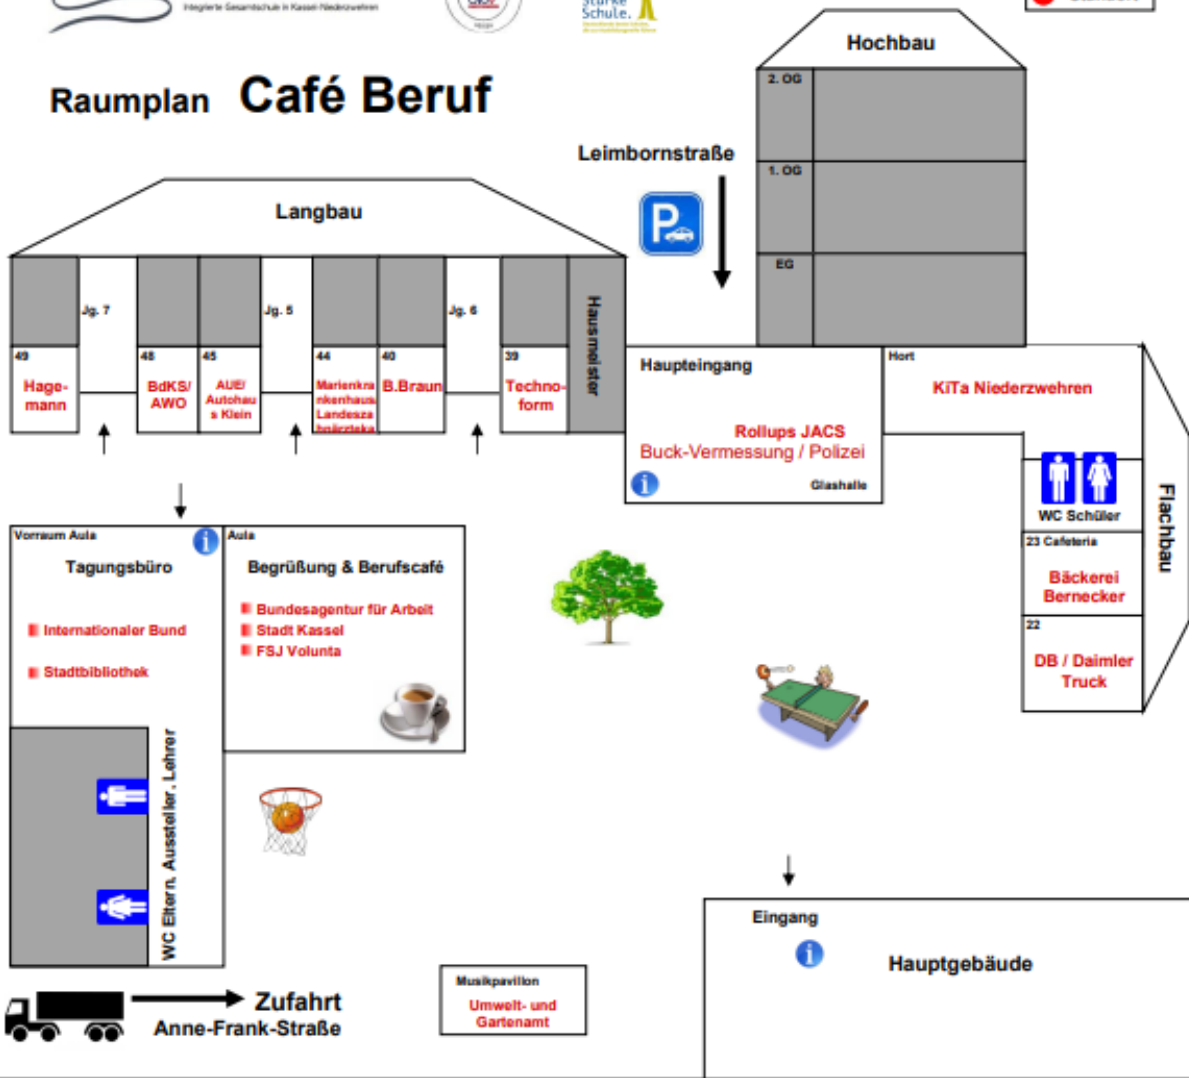 Integrierte Gesamtschule in Kassel-Niederzwehren
Starke
Schule.
Raumplan Café Beruf
Hochbau
2. OG
1. OG
EG
Leimbornstraße
P
Langbau
Jg. 7
Jg. 5
Jg. 6
Hausmeister
49
Hage-
mann
48
BdKS/
AWO
45
AUE/
Autohau
s Klein
44
Marienkra
nkenhaus/
Landesza
hnärzteka
40
B.Braun
39
Techno-
form
Haupteingang
Rollups JACS
Buck-Vermessung / Polizei
i
Glashalle
Hort
KiTa Niederzwehren
WC Schüler
23 Cafeteria
Bäckerei
Bernecker
22
DB / Daimler
Truck
Flachbau
Vorraum Aula
i
Tagungsbüro
Internationaler Bund
Stadtbibliothek
Aula
Begrüßung & Berufscafé
Bundesagentur für Arbeit
Stadt Kassel
FSJ Volunta
WC Eltern, Aussteller, Lehrer
Eingang
i
Hauptgebäude
Musikpavillon
Umwelt- und
Gartenamt
Zufahrt
Anne-Frank-Straße